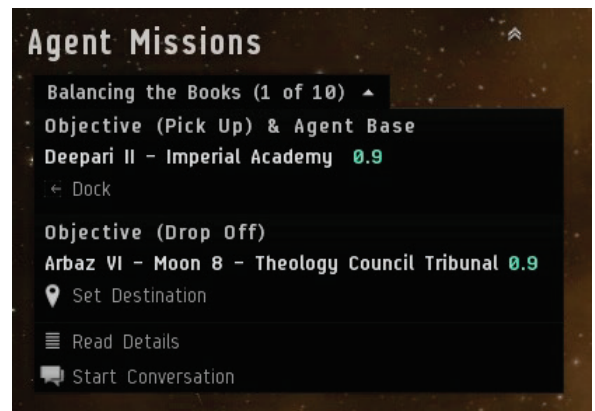 Agent Missions
Balancing the Books (1 of 10)
Objective (Pick Up) & Agent Base
Deepari II - Imperial Academy 0.9
Dock
Objective (Drop Off)
Arbaz VI - Moon 8 - Theology Council Tribunal 0.9
Set Destination
Read Details
Start Conversation